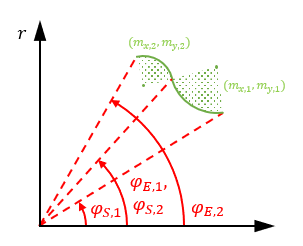 r
(m_{x,2}, m_{y,2})
(m_{x,1}, m_{y,1})
φ_{E,1},
φ_{S,1} φ_{S,2} φ_{E,2}